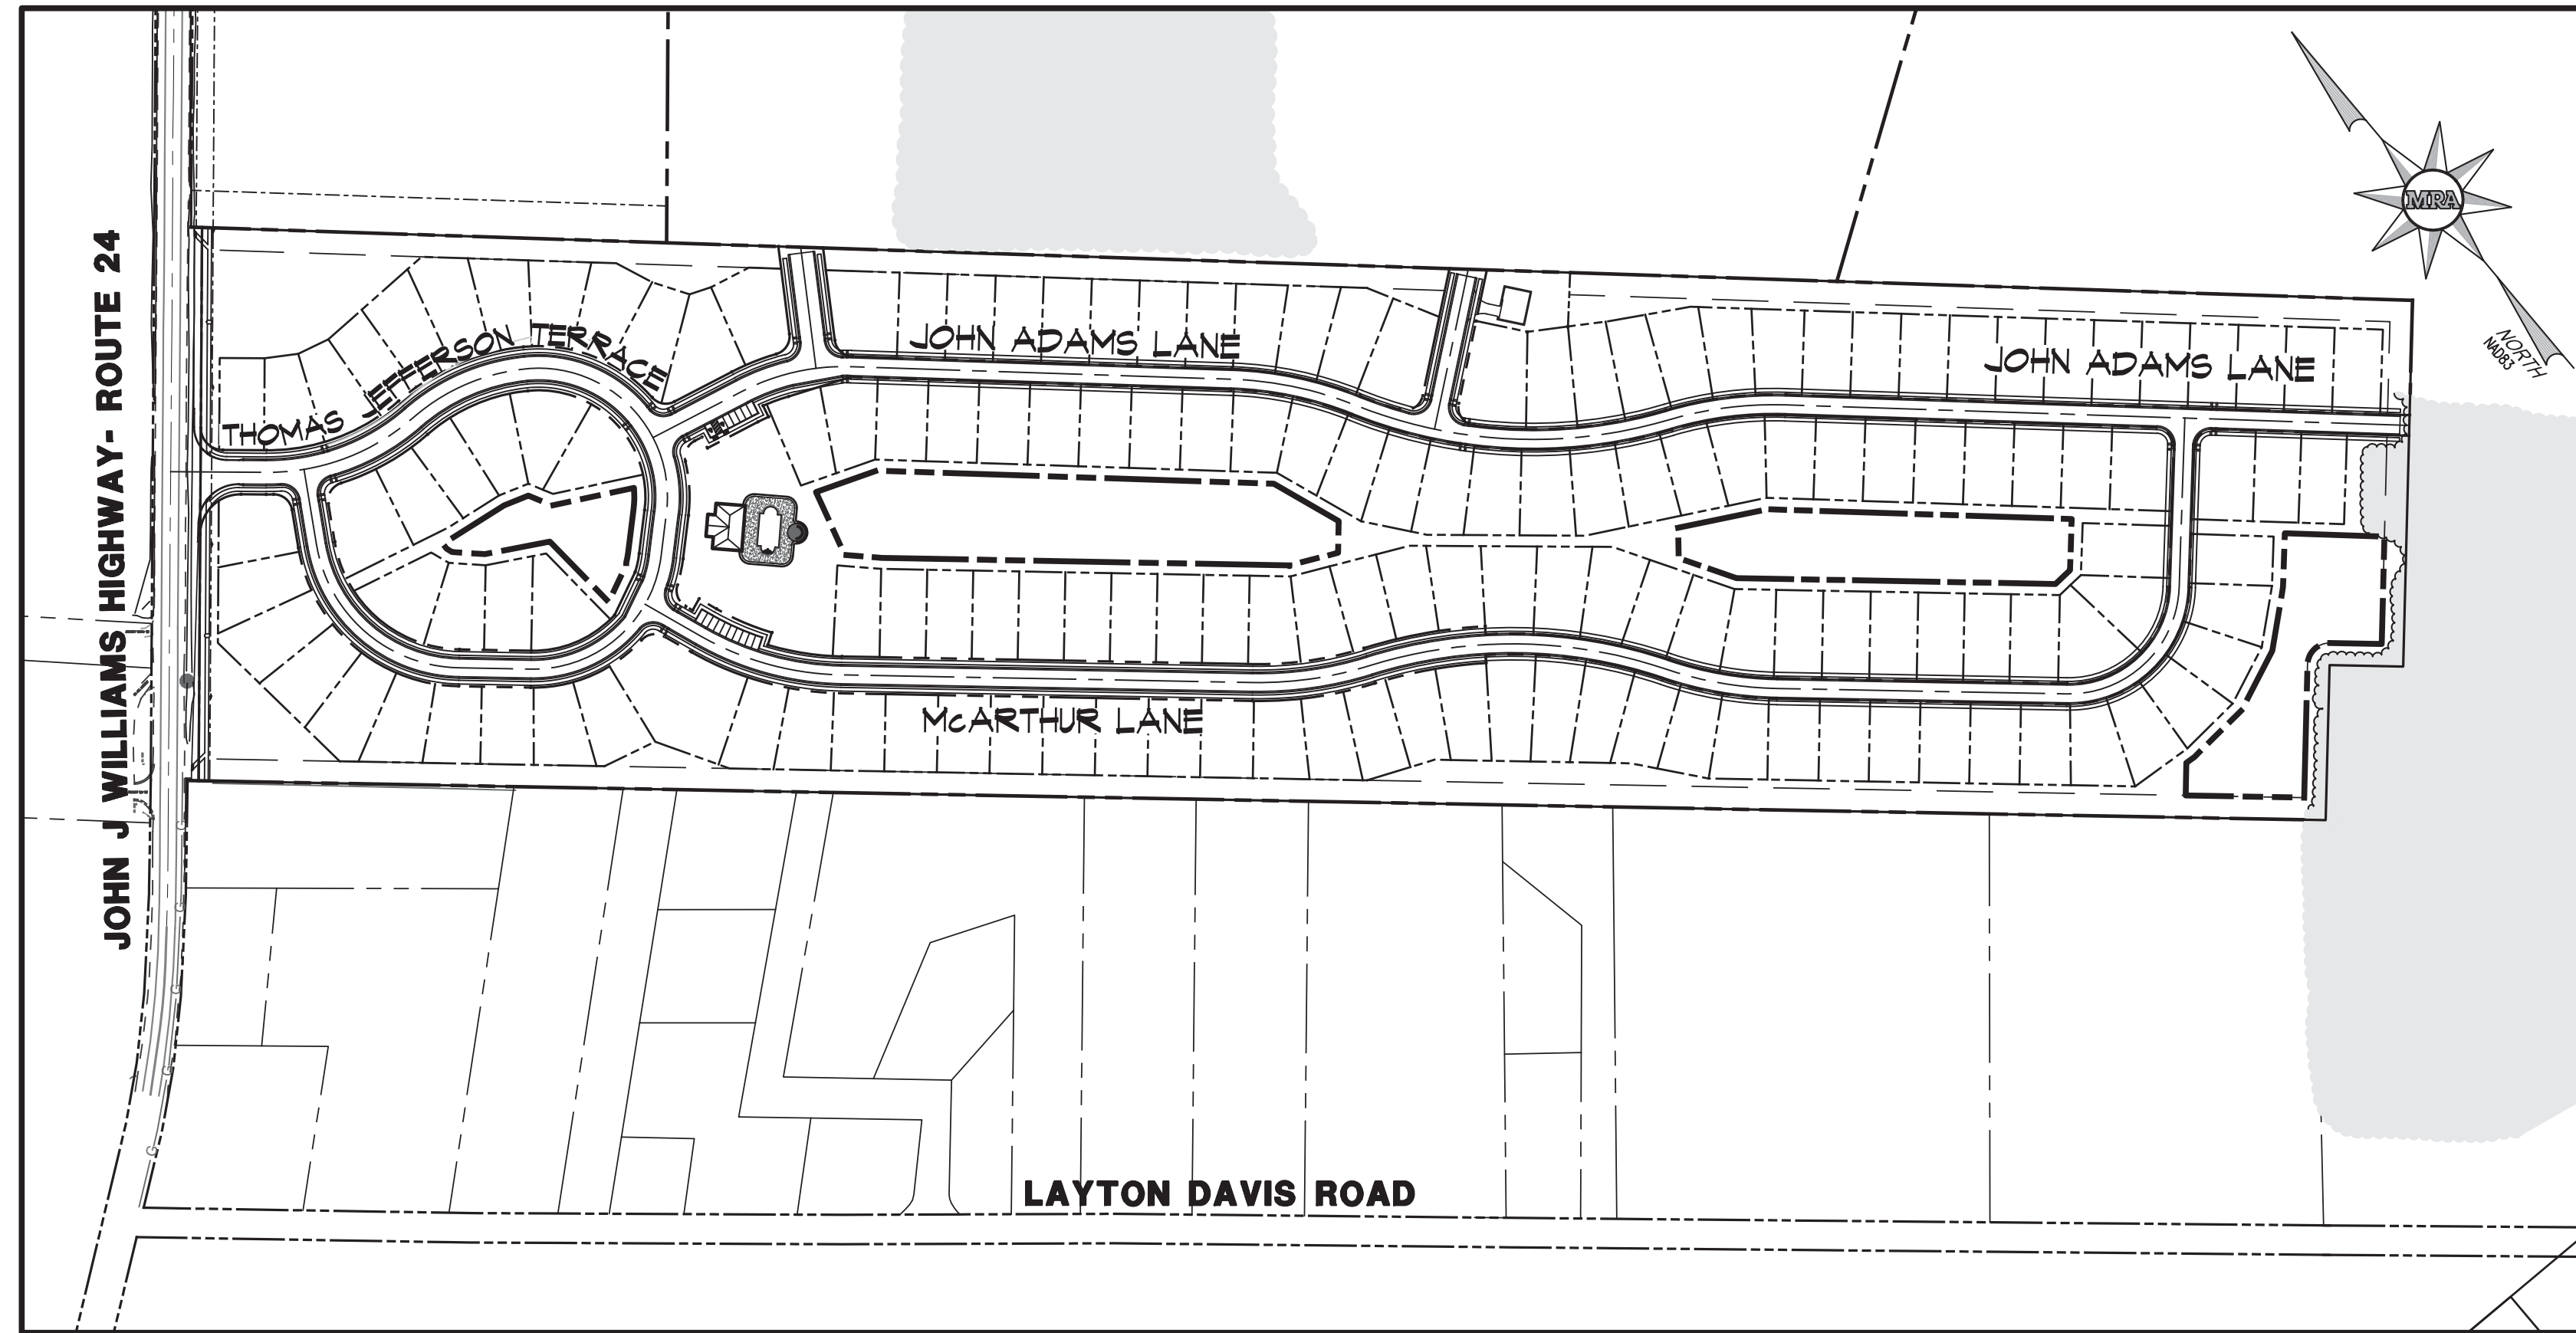 JOHN J WILLIAMS HIGHWAY- ROUTE 24
THOMAS JEFFERSON TERRACE
JOHN ADAMS LANE
JOHN ADAMS LANE
MRA
NORTH
NAD83
McARTHUR LANE
LAYTON DAVIS ROAD